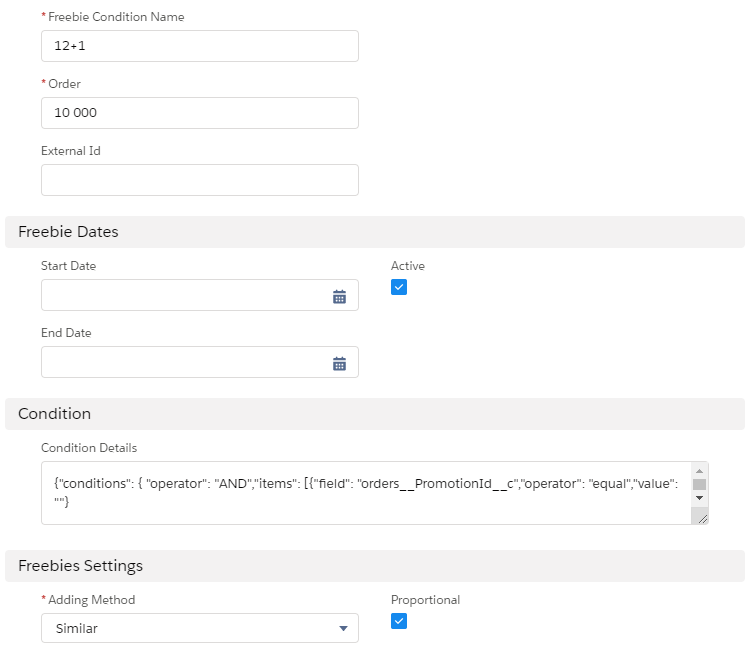 * Freebie Condition Name
12+1
* Order
10 000
External Id
Freebie Dates
Start Date
Active
End Date
Condition
Condition Details
{"conditions": { "operator": "AND","items": [{"field": "orders__PromotionId__c","operator": "equal","value":
""}
Freebies Settings
* Adding Method
Proportional
Similar